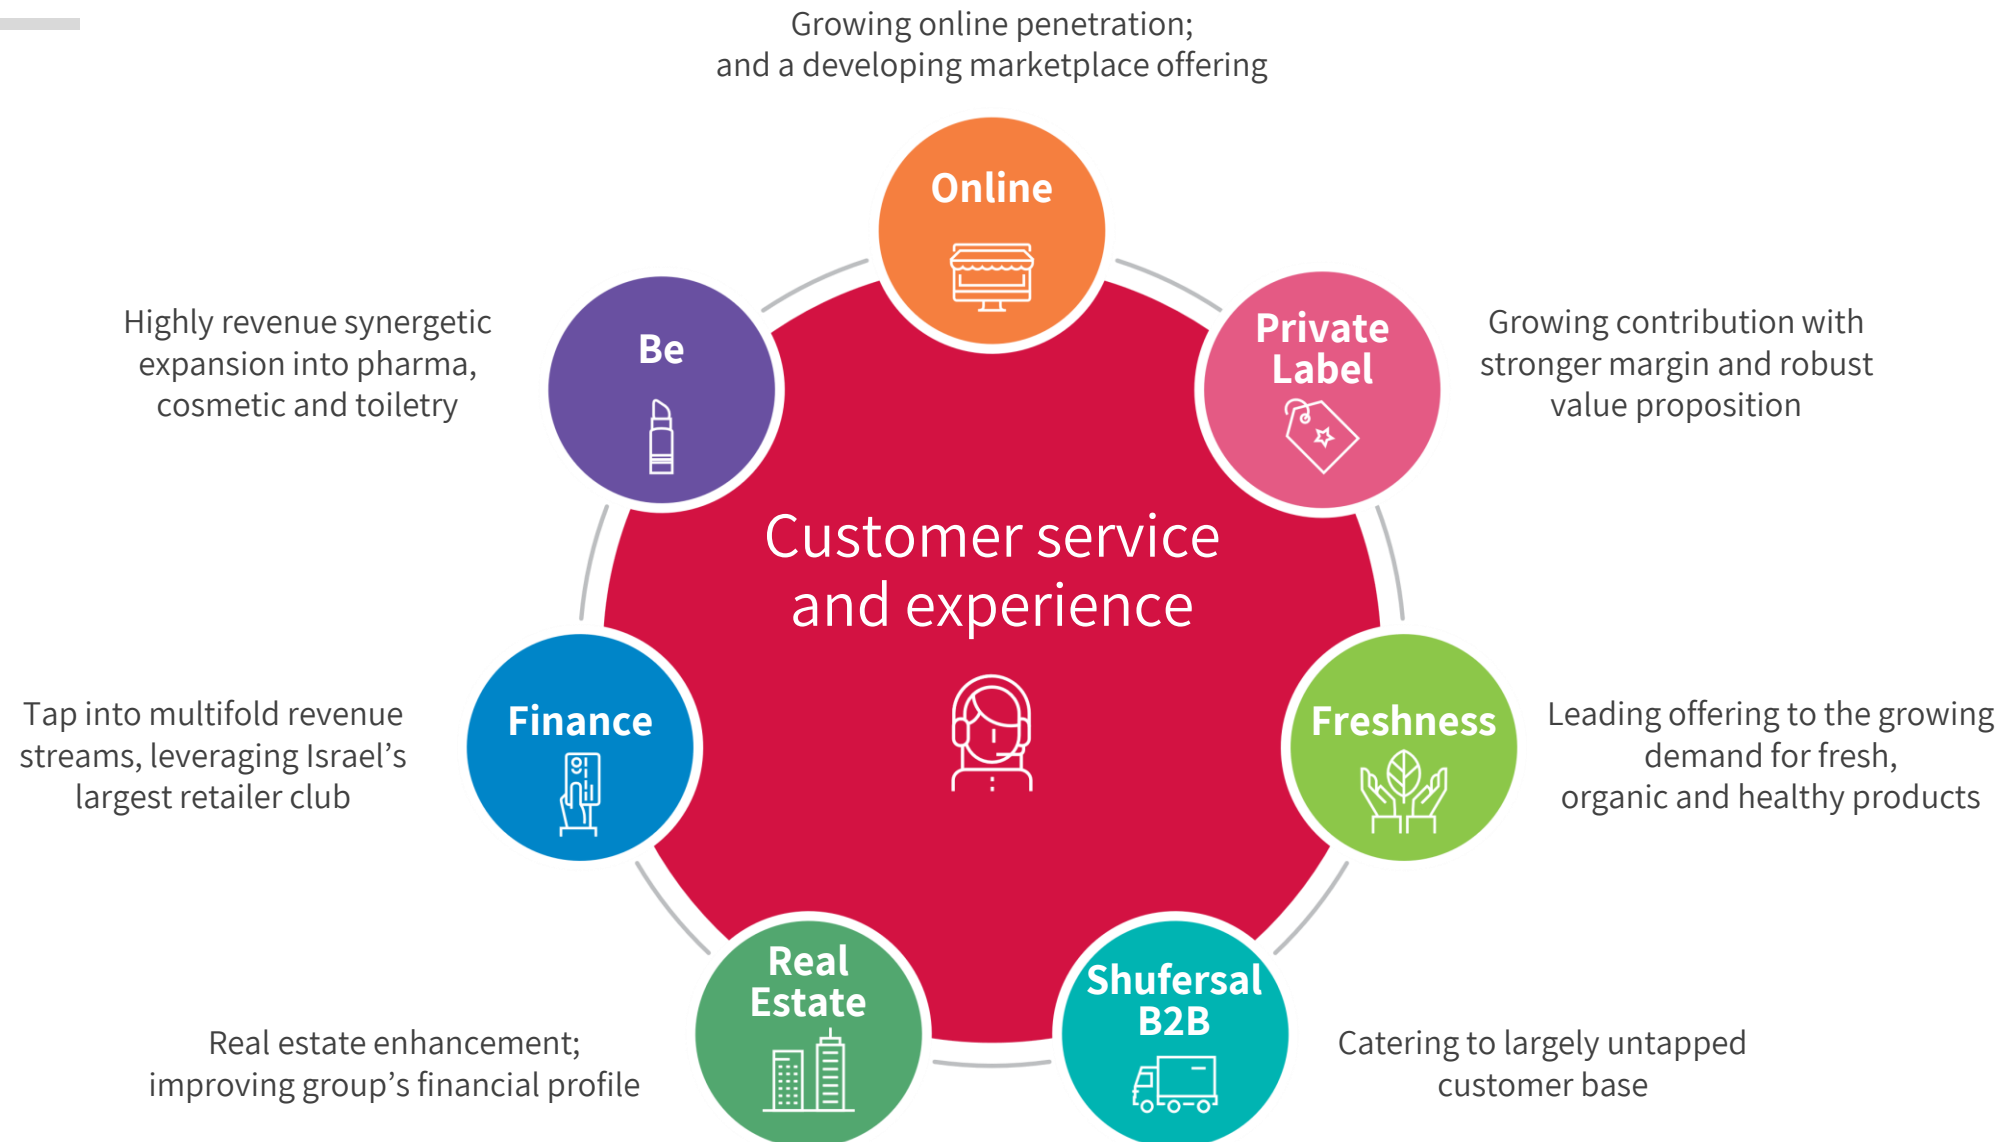 Growing online penetration;
and a developing marketplace offering
Online
Private
Label
Growing contribution with
stronger margin and robust
value proposition
Freshness
Leading offering to the growing
demand for fresh,
organic and healthy products
Shufersal
B2B
Catering to largely untapped
customer base
Real
Estate
Real estate enhancement;
improving group’s financial profile
Finance
Tap into multifold revenue
streams, leveraging Israel’s
largest retailer club
Be
Highly revenue synergetic
expansion into pharma,
cosmetic and toiletry
Customer service
and experience